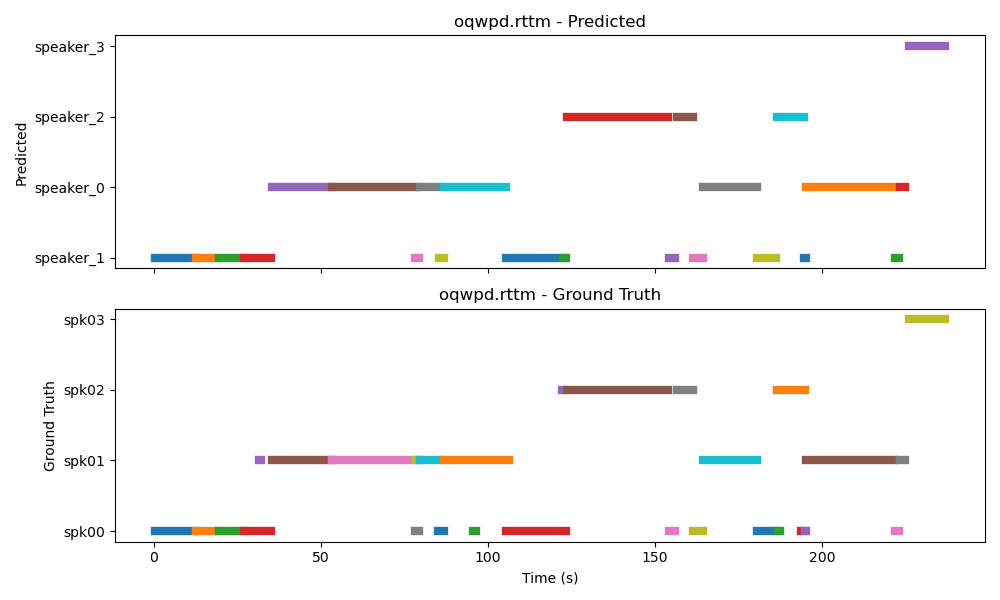 oqwpd.rttm - Predicted
speaker_3
speaker_2
speaker_0
speaker_1
Predicted
oqwpd.rttm - Ground Truth
spk03
spk02
spk01
spk00
Ground Truth
0 50 100 150 200
Time (s)